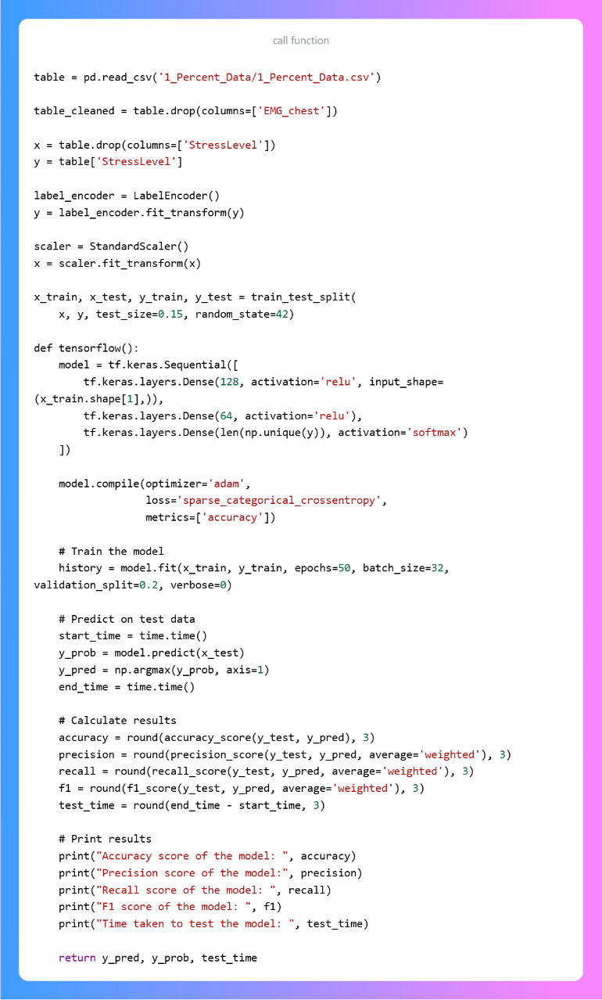 call function
table = pd.read_csv('1_Percent_Data/1_Percent_Data.csv')
table_cleaned = table.drop(columns=['EMG_chest'])
x = table.drop(columns=['StressLevel'])
y = table['StressLevel']
label_encoder = LabelEncoder()
y = label_encoder.fit_transform(y)
scaler = StandardScaler()
x = scaler.fit_transform(x)
x_train, x_test, y_train, y_test = train_test_split(
    x, y, test_size=0.15, random_state=42)
def tensorflow():
    model = tf.keras.Sequential([
        tf.keras.layers.Dense(128, activation='relu', input_shape=
(x_train.shape[1],)),
        tf.keras.layers.Dense(64, activation='relu'),
        tf.keras.layers.Dense(len(np.unique(y)), activation='softmax')
    ])
    model.compile(optimizer='adam',
                  loss='sparse_categorical_crossentropy',
                  metrics=['accuracy'])
    # Train the model
    history = model.fit(x_train, y_train, epochs=50, batch_size=32,
validation_split=0.2, verbose=0)
    # Predict on test data
    start_time = time.time()
    y_prob = model.predict(x_test)
    y_pred = np.argmax(y_prob, axis=1)
    end_time = time.time()
    # Calculate results
    accuracy = round(accuracy_score(y_test, y_pred), 3)
    precision = round(precision_score(y_test, y_pred, average='weighted'), 3)
    recall = round(recall_score(y_test, y_pred, average='weighted'), 3)
    f1 = round(f1_score(y_test, y_pred, average='weighted'), 3)
    test_time = round(end_time - start_time, 3)
    # Print results
    print("Accuracy score of the model: ", accuracy)
    print("Precision score of the model:", precision)
    print("Recall score of the model: ", recall)
    print("F1 score of the model: ", f1)
    print("Time taken to test the model: ", test_time)
    return y_pred, y_prob, test_time